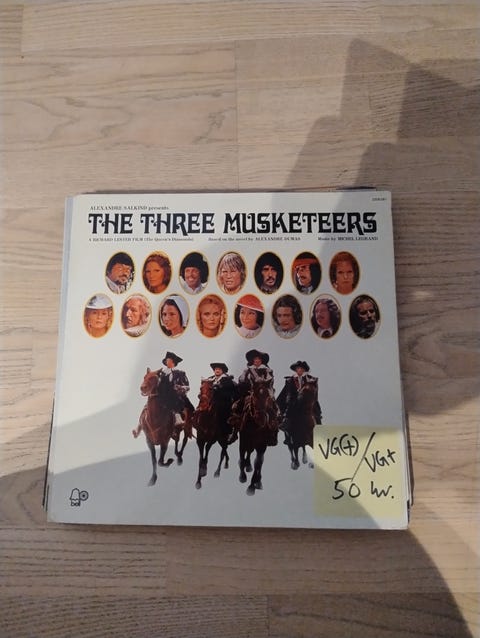 ALEXANDRE SALKIND presents
THE THREE MUSKETEERS
A RICHARD LESTER FILM (The Queen's Diamonds) Based on the novel by ALEXANDRE DUMAS Music by MICHEL LEGRAND
VG(+)/VG+
50 kr.
bell